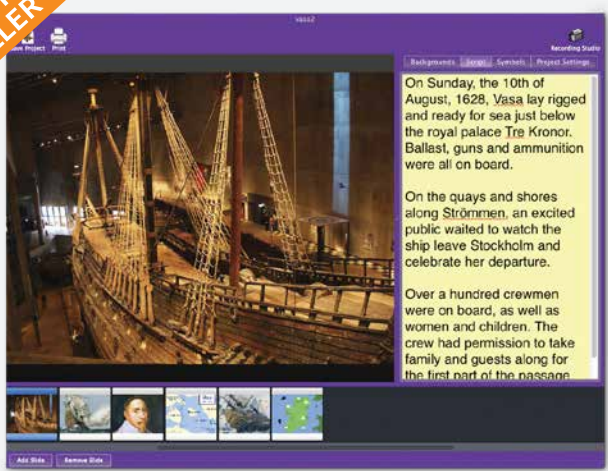 LLER
vasa2
Save Project
Print
Recording Studio
Backgrounds
Script
Symbols
Project Settings
On Sunday, the 10th of
August, 1628, Vasa lay rigged
and ready for sea just below
the royal palace Tre Kronor.
Ballast, guns and ammunition
were all on board.
On the quays and shores
along Strömmen, an excited
public waited to watch the
ship leave Stockholm and
celebrate her departure.
Over a hundred crewmen
were on board, as well as
women and children. The
crew had permission to take
family and guests along for
the first part of the passage
Add Slide
Remove Slide